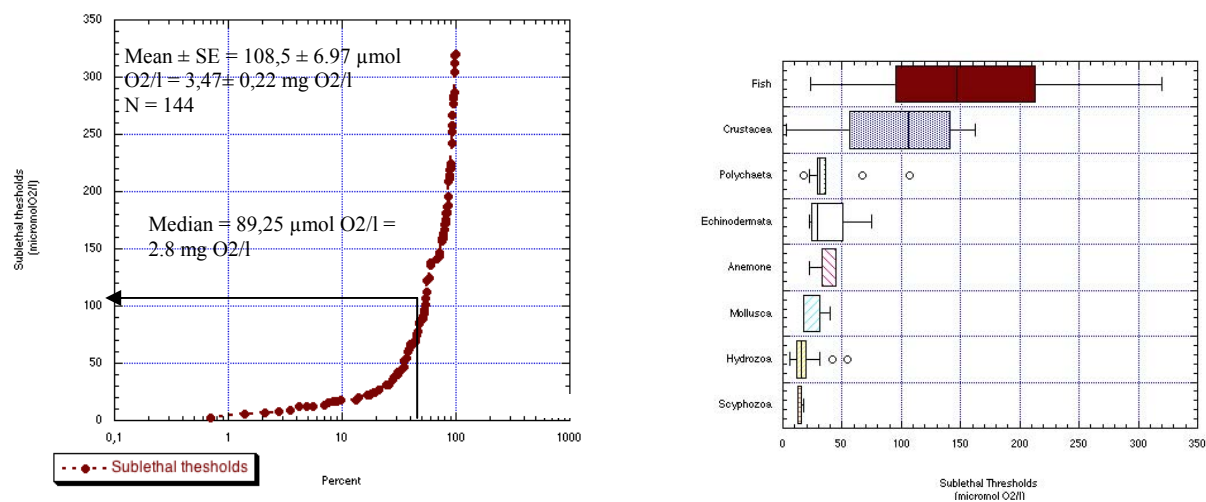 350
300
250
200
150
100
50
0
Sublethal thesholds
(micromolO2/l)
Mean ± SE = 108,5 ± 6.97 µmol
O2/l = 3,47± 0,22 mg O2/l
N = 144
Median = 89,25 µmol O2/l =
2.8 mg O2/l
0,1 1 10 100 1000
Percent
Sublethal thesholds
Fish
Crustacea
Polychaeta
Echinodermata
Anemone
Mollusca
Hydrozoa
Scyphozoa
0 50 100 150 200 250 300 350
Sublethal Thresholds
(micromol O2/l)